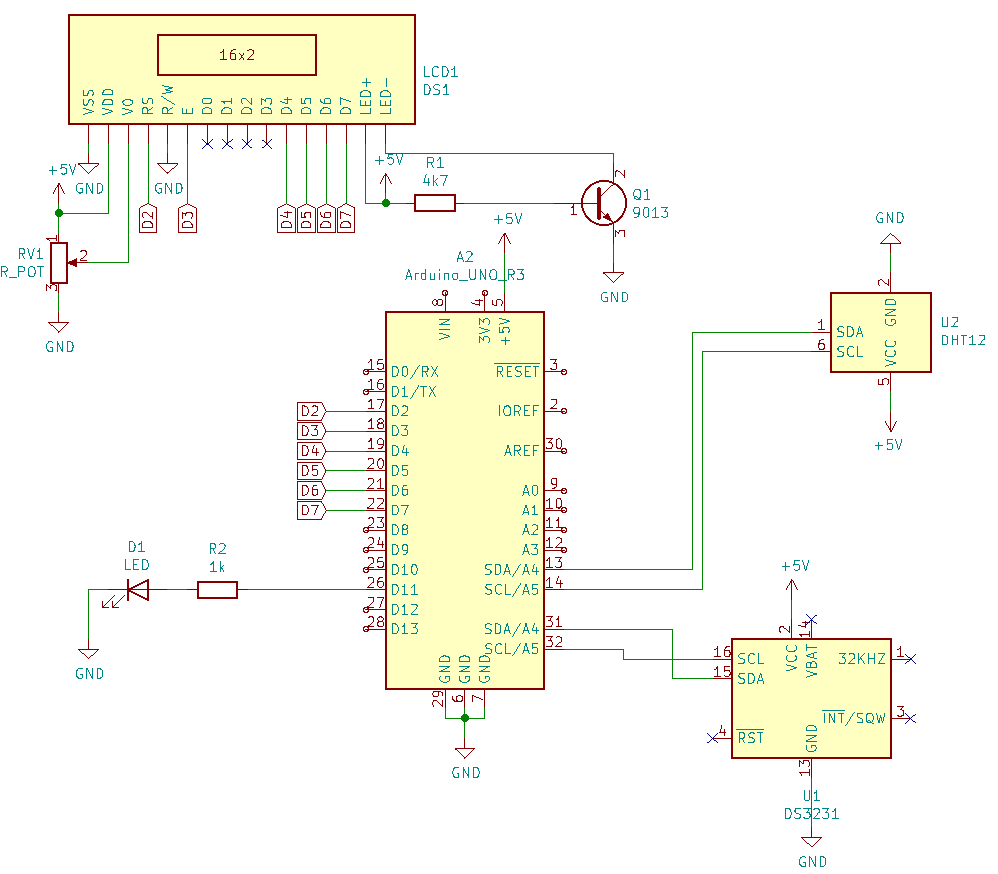 16x2
LCD1
DS1
VSS
VDD
V0
RS
R/W
E
D0
D1
D2
D3
D4
D5
D6
D7
LED+
LED-
+5V
GND
GND
D2
D3
D4
D5
D6
D7
+5V
R1
4k7
Q1
9013
1
2
3
GND
RV1
R_POT
1
2
3
GND
+5V
A2
Arduino_UNO_R3
8
4
5
VIN
3V3
+5V
15
D0/RX
16
D1/TX
D2
17
D2
D3
18
D3
D4
19
D4
D5
20
D5
D6
21
D6
D7
22
D7
23
D8
24
D9
25
D10
26
D11
27
D12
28
D13
RESET
3
IOREF
2
AREF
30
A0
9
A1
10
A2
11
A3
12
SDA/A4
13
SCL/A5
14
SDA/A4
31
SCL/A5
32
GND
GND
GND
29
6
7
GND
D1
LED
R2
1k
GND
GND
2
GND
1
SDA
6
SCL
VCC
5
+5V
U2
DHT12
+5V
2
14
VCC
VBAT
16
SCL
15
SDA
4
RST
32KHZ
1
INT/SQW
3
GND
13
U1
DS3231
GND